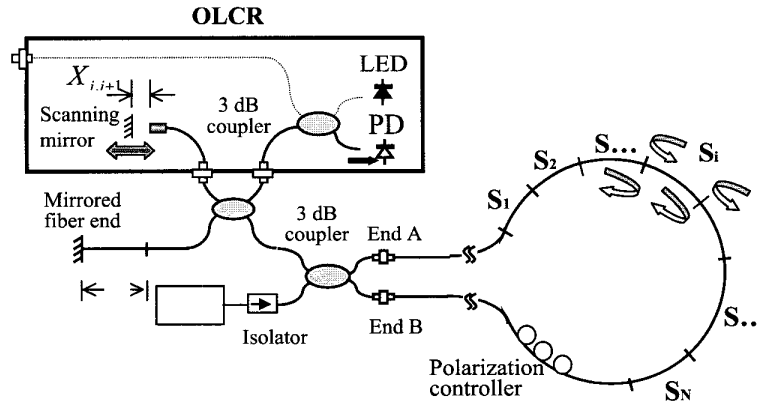 OLCR
X i.i+1
LED
Scanning
mirror
3 dB
coupler
PD
Mirrored
fiber end
3 dB
coupler
End A
End B
Isolator
S1
S2
S...
Si
S..
SN
Polarization
controller